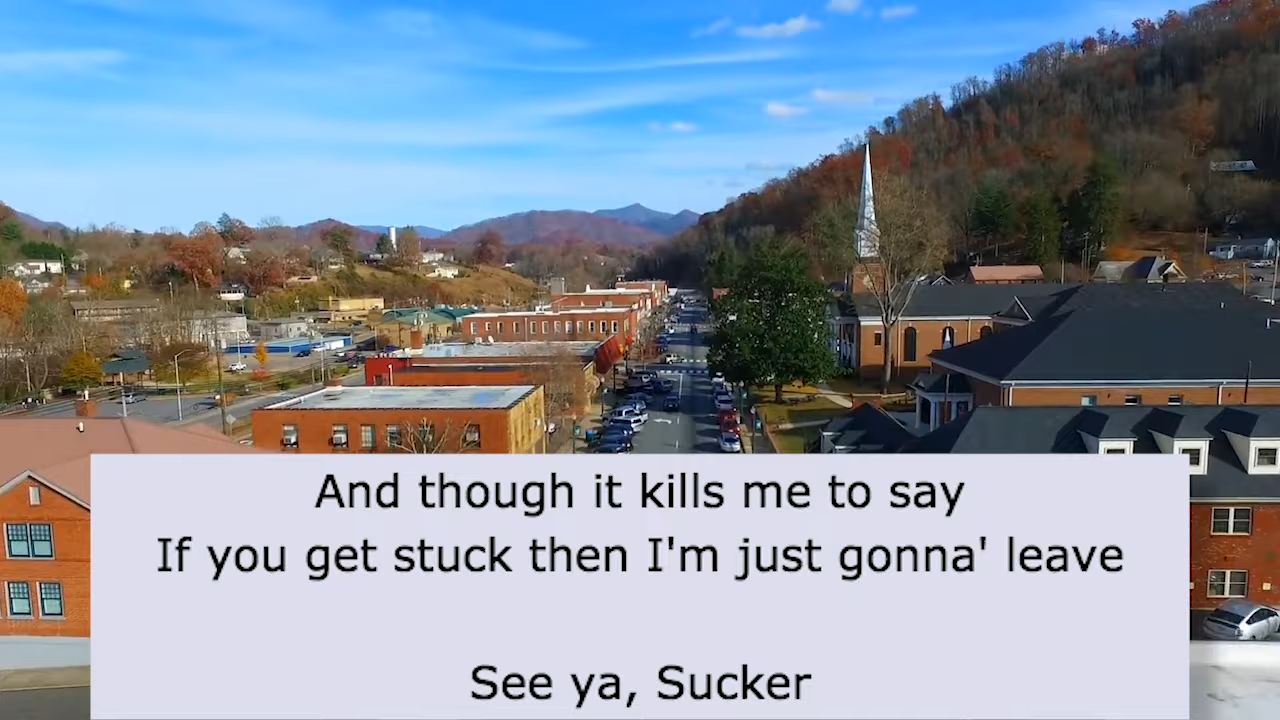 And though it kills me to say
If you get stuck then I'm just gonna' leave
See ya, Sucker